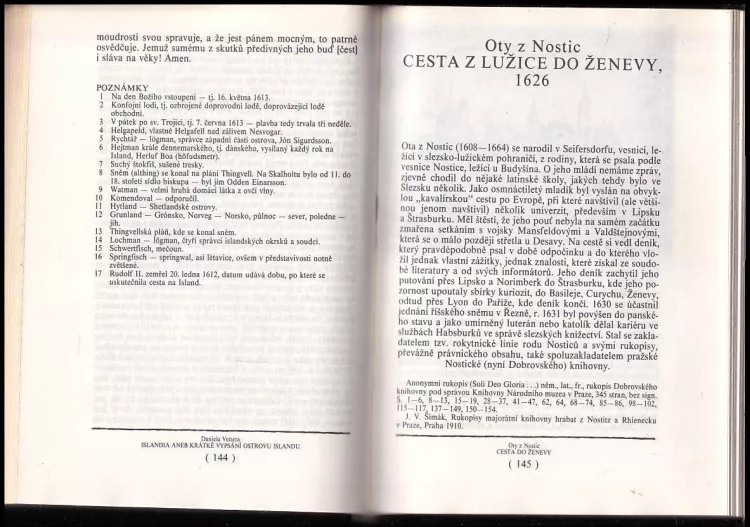 moudrostí svou spravuje, a že jest pánem mocným, to patrně
osvědčuje. Jemuž samému z skutků předivných jeho buď [čest]
i sláva na věky! Amen.
POZNÁMKY
1 Na den Božího vstoupení — tj. 16. května 1613.
2 Konfojní lodi, tj. ozbrojené doprovodní lodě, doprovázející lodě
obchodní.
3 V pátek po sv. Trojici, tj. 7. června 1613 — plavba tedy trvala tři neděle.
4 Helgapeld, vlastně Helgafell nad zálivem Nesvogar.
5 Rychtář — lögman, správce západní části ostrova, Jón Sigurdsson.
6 Hejtman krále dennemarského, tj. dánského, vysílaný každý rok na
Island, Herluf Boa (höfudsmetr).
7 Suchý štokfiš, sušené tresky.
8 Sněm (althing) se konal na pláni Thingvelli. Na Skalholtu bylo od 11. do
18. století sídlo biskupa — byl jím Odden Einarsson.
9 Watman — velmi hrubá domácí látka z ovčí vlny.
10 Komendoval — odporučil.
11 Hytland — Shetlandské ostrovy.
12 Grunland — Grónsko, Norveg — Norsko, půlnoc — sever, poledne —
jih.
13 Thingvellská pláň, kde se konal sněm.
14 Lochman — lögman, čtyři správci islandských okrsků a soudci.
15 Schwertfisch, mečoun.
16 Springfisch — springwal, asi létavice, ovšem v představivosti notně
zvětšené.
17 Rudolf II. zemřel 20. ledna 1612, datum udává dobu, po které se
uskutečnila cesta na Island.
Daniela Vettera
ISLANDIA ANEB KRÁTKÉ VYPSÁNÍ OSTROVU ISLANDU
( 144 )
Oty z Nostic
CESTA Z LUŽICE DO ŽENEVY,
1626
Ota z Nostic (1608—1664) se narodil v Seifersdorfu, vesnici, le-
žící v slezsko-lužickém pohraničí, z rodiny, která se psala podle
vesnice Nostice, ležící u Budyšína. O jeho mládí nemáme zpráv,
zjevně chodil do nějaké latinské školy, jakých tehdy bylo ve
Slezsku několik. Jako osmnáctiletý mladík byl vyslán na obvyk-
lou „kavalírskou" cestu po Evropě, při které navštívil (ale větši-
nou jenom navštívil) několik univerzit, především v Lipsku
a Štrasburku. Měl štěstí, že jeho pouť nebyla na samém začátku
zmařena setkáním s vojsky Mansfeldovými a Valdštejnovými,
která se o málo později střetla u Desavy. Na cestě si vedl deník,
který pravděpodobně psal v době odpočinku a do kterého vlo-
žil jednak vlastní zážitky, jednak znalosti, které získal ze soudo-
bé literatury a od svých informátorů. Jeho deník zachytil jeho
putování přes Lipsko a Norimberk do Štrasburku, kde jeho po-
zornost upoutaly sbírky kuriozit, do Basileje, Curychu, Ženevy,
odtud přes Lyon do Paříže, kde deník končí. 1630 se účastnil
jednání říšského sněmu v Řezně, r. 1631 byl povýšen do panské-
ho stavu a jako umírněný luterán nebo katolík dělal kariéru ve
službách Habsburků ve správě slezských knížectví. Stal se zakla-
datelem tzv. rokytnické linie rodu Nosticů a svými rukopisy,
převážně právnického obsahu, také spoluzakladatelem pražské
Nostické (nyní Dobrovského) knihovny.
Anonymní rukopis (Soli Deo Gloria . . .) něm., lat., fr., rukopis Dobrovského
knihovny pod správou Knihovny Národního muzea v Praze, 345 stran, bez sign.
S. 1—6, 8—13, 15—19, 28—37, 41—47, 62, 64, 68—74, 85—86, 98—102,
115—117, 137—149, 150—154.
J. V. Šimák, Rukopisy majorátní knihovny hrabat z Nostitz a Rhienecku
v Praze, Praha 1910.
Oty z Nostic
CESTA DO ŽENEVY
( 145 )